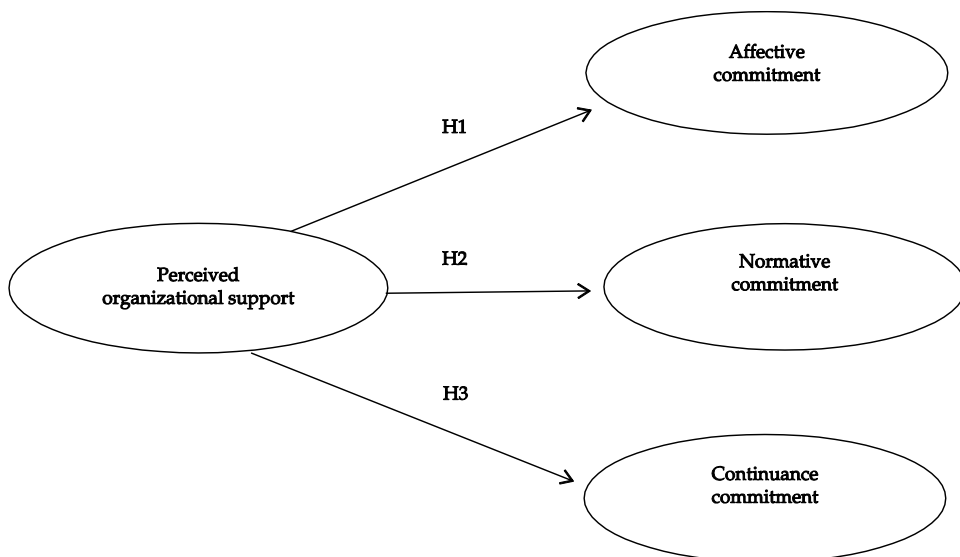 Affective
commitment
H1
H2
Normative
commitment
Perceived
organizational support
H3
Continuance
commitment